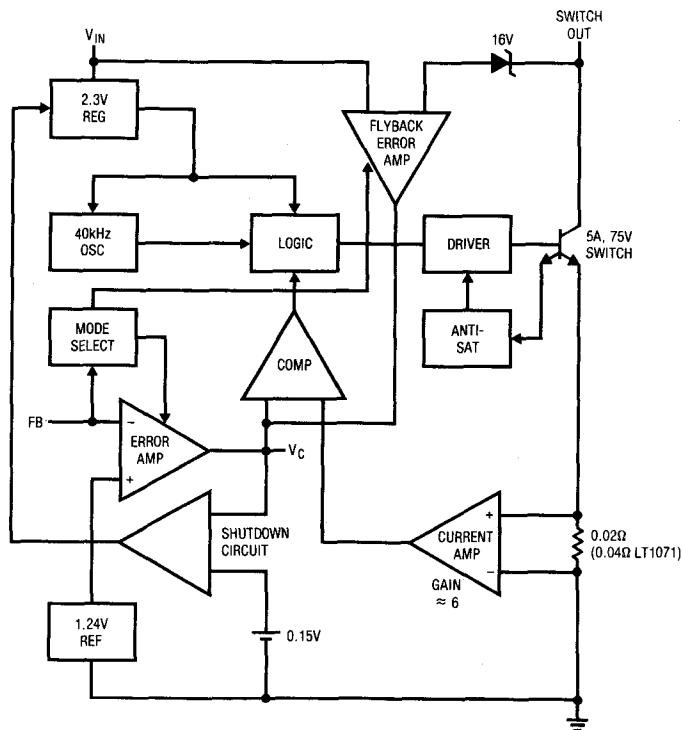 SWITCH
OUT
VIN
16V
2.3V
REG
FLYBACK
ERROR
AMP
40kHz
OSC
LOGIC
DRIVER
5A, 75V
SWITCH
MODE
SELECT
ANTI-
SAT
COMP
FB
−
ERROR
AMP
+
VC
SHUTDOWN
CIRCUIT
+
CURRENT
AMP
−
GAIN
≈ 6
0.02Ω
(0.04Ω LT1071)
1.24V
REF
0.15V